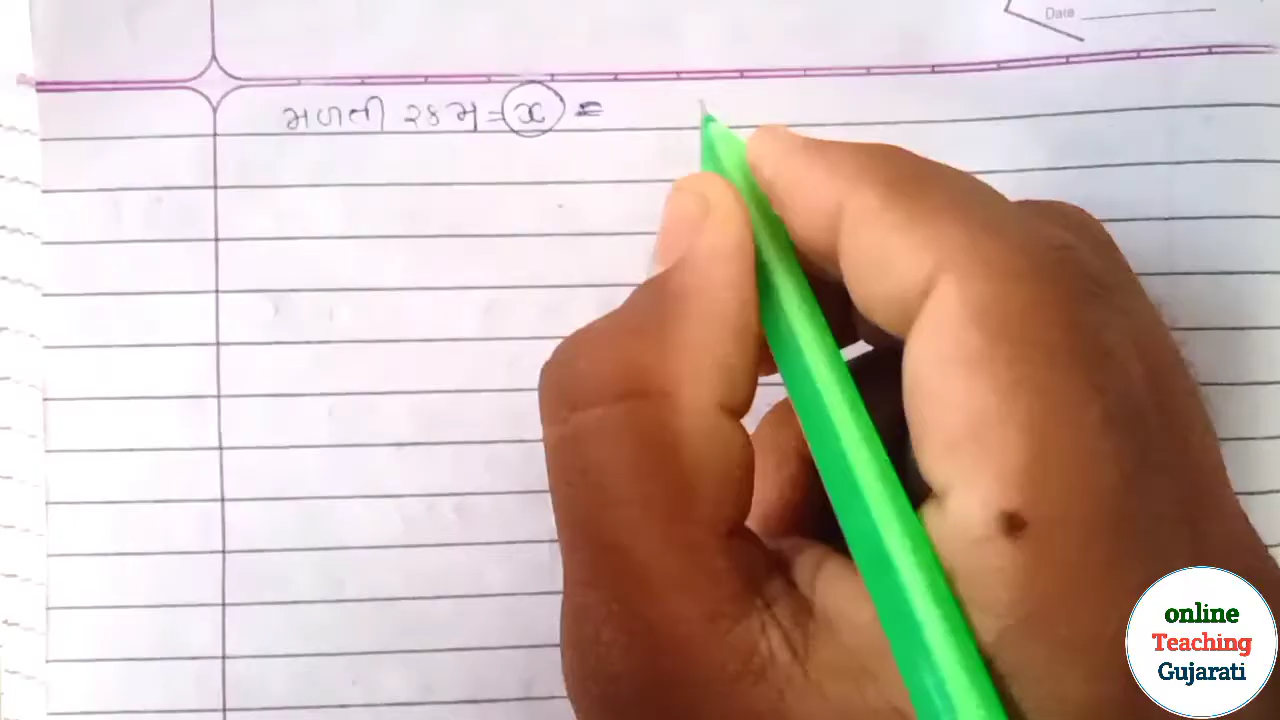 Date
મળતી રકમ = x =
online
Teaching
Gujarati